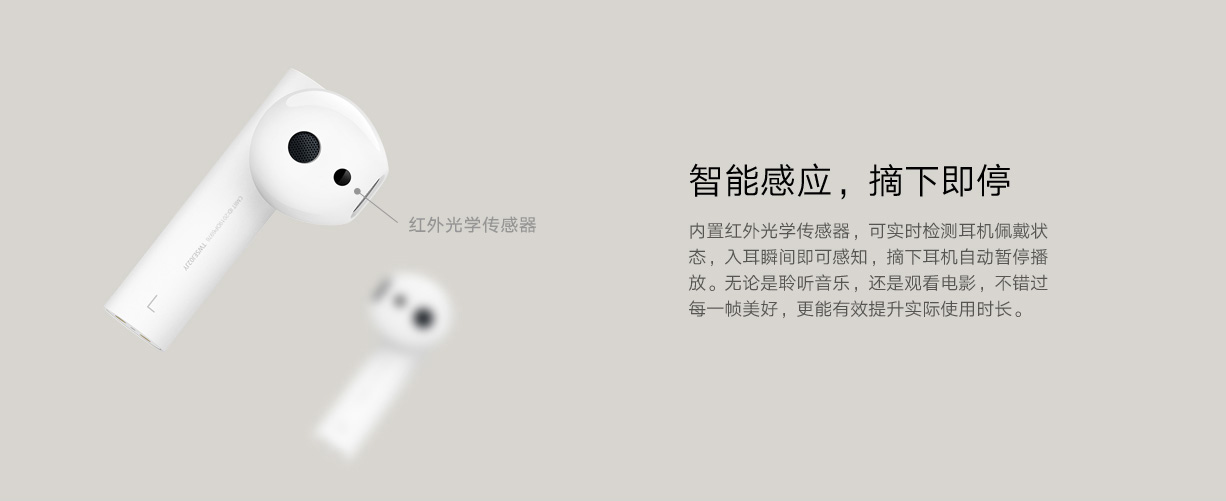 智能感应，摘下即停
内置红外光学传感器，可实时检测耳机佩戴状
态，入耳瞬间即可感知，摘下耳机自动暂停播
放。无论是聆听音乐，还是观看电影，不错过
每一帧美好，更能有效提升实际使用时长。
红外光学传感器
L